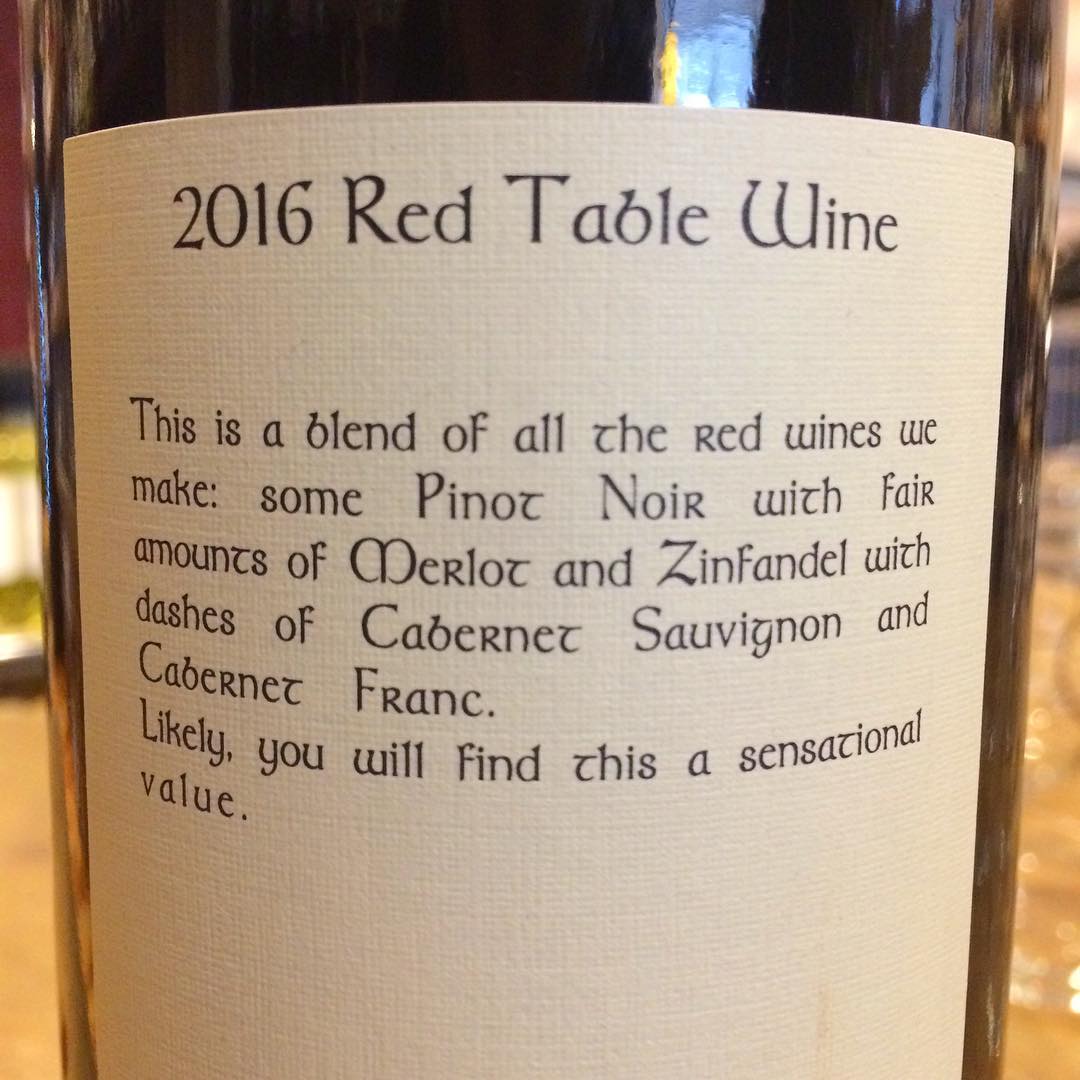 2016 Red Table Wine
This is a blend of all the red wines we
make: some Pinot Noir with fair
amounts of Merlot and Zinfandel with
dashes of Cabernet Sauvignon and
Cabernet Franc.
Likely, you will find this a sensational
value.